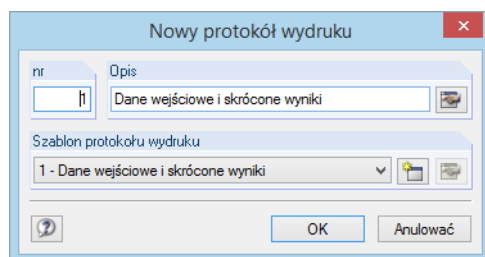 Nowy protokół wydruku
nr Opis
1 Dane wejściowe i skrócone wyniki
Szablon protokołu wydruku
1 - Dane wejściowe i skrócone wyniki
OK Anulować